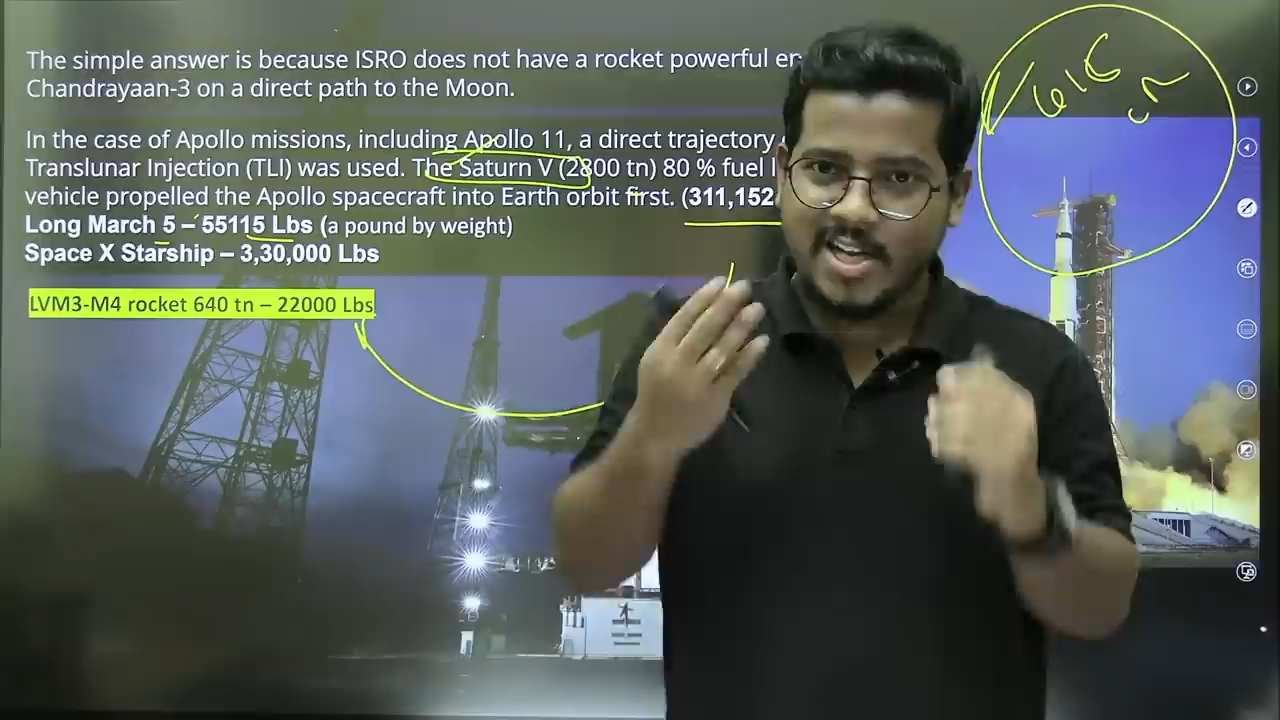 The simple answer is because ISRO does not have a rocket powerful
Chandrayaan-3 on a direct path to the Moon.
In the case of Apollo missions, including Apollo 11, a direct trajectory
Translunar Injection (TLI) was used. The Saturn V (2800 tn) 80 % fuel
vehicle propelled the Apollo spacecraft into Earth orbit first. (311,152
Long March 5 – 55115 Lbs (a pound by weight)
Space X Starship – 3,30,000 Lbs
LVM3-M4 rocket 640 tn – 22000 Lbs